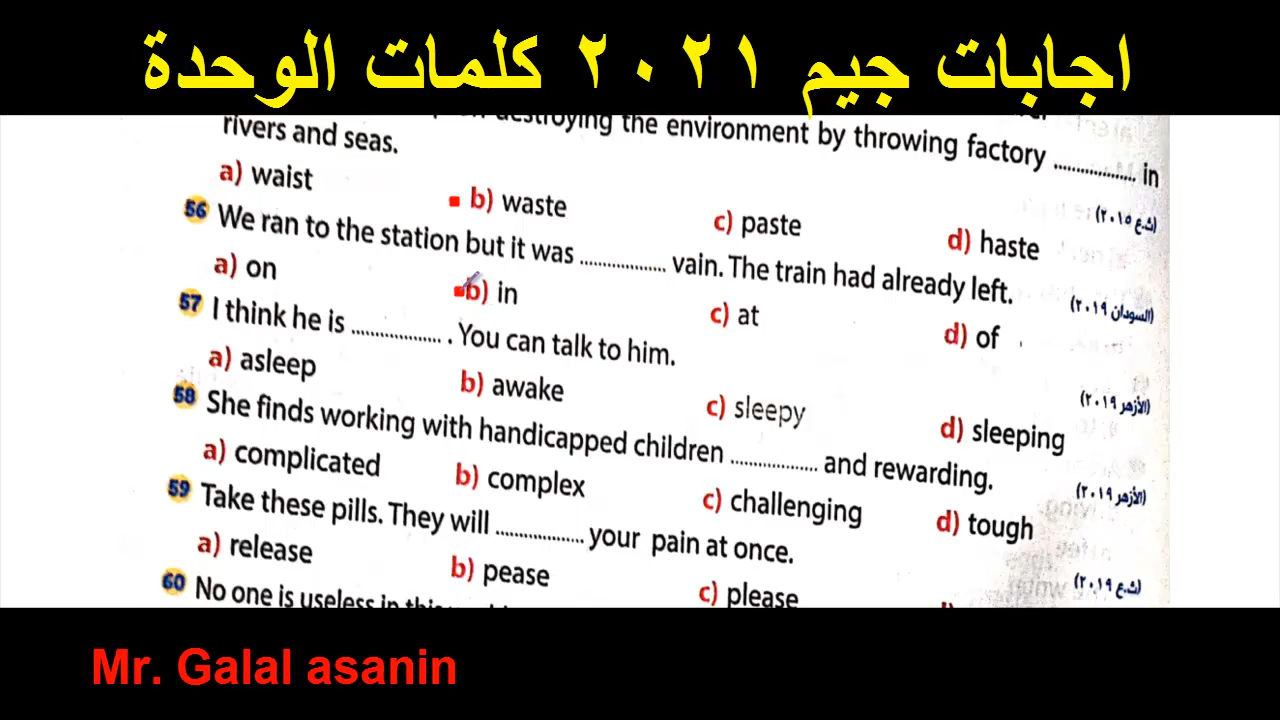 اجابات جيم ٢٠٢١ كلمات الوحدة
destroying the environment by throwing factory .................. in
rivers and seas.
(ث.ع ٢٠١٥)
a) waist b) waste c) paste d) haste
56 We ran to the station but it was .................. vain. The train had already left.
(السودان ٢٠١٩)
a) on b) in c) at d) of
57 I think he is .................. . You can talk to him.
(الأزهر ٢٠١٩)
a) asleep b) awake c) sleepy d) sleeping
58 She finds working with handicapped children .................. and rewarding.
(الأزهر ٢٠١٩)
a) complicated b) complex c) challenging d) tough
59 Take these pills. They will .................. your pain at once.
(ث.ع ٢٠١٩)
a) release b) pease c) please
60 No one is useless in this
Mr. Galal asanin